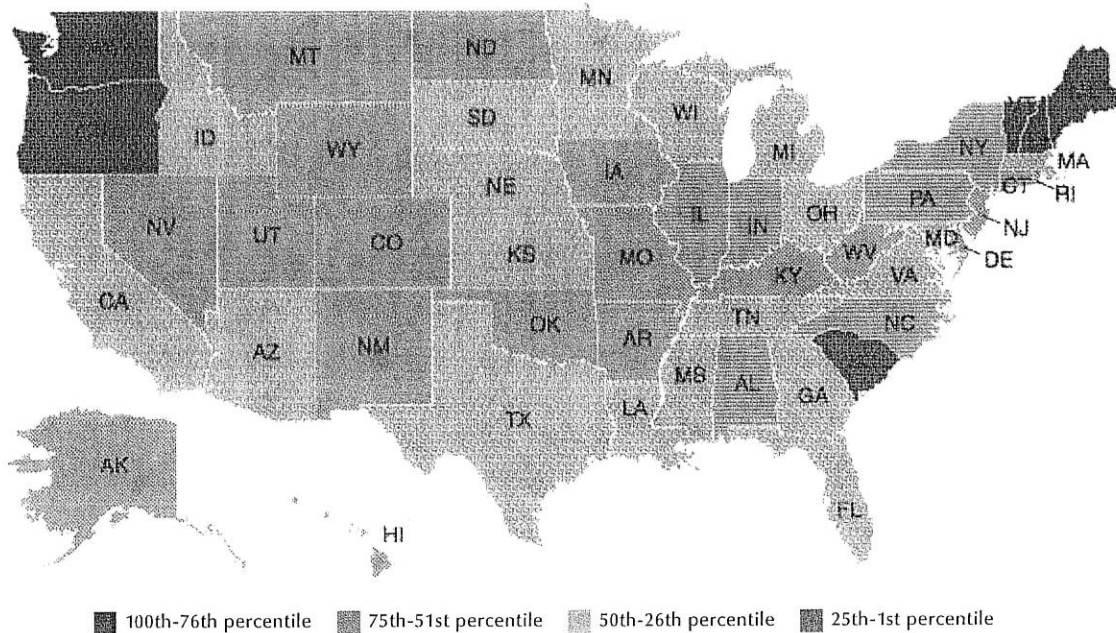 MT ND MN
ID WY SD WI MI NY MA
NV UT CO NE IA IL IN OH PA CT RI
NJ
CA KS MO KY WV MD DE
VA
AZ NM OK AR TN NC
TX LA MS AL GA
AK HI FL
100th-76th percentile 75th-51st percentile 50th-26th percentile 25th-1st percentile